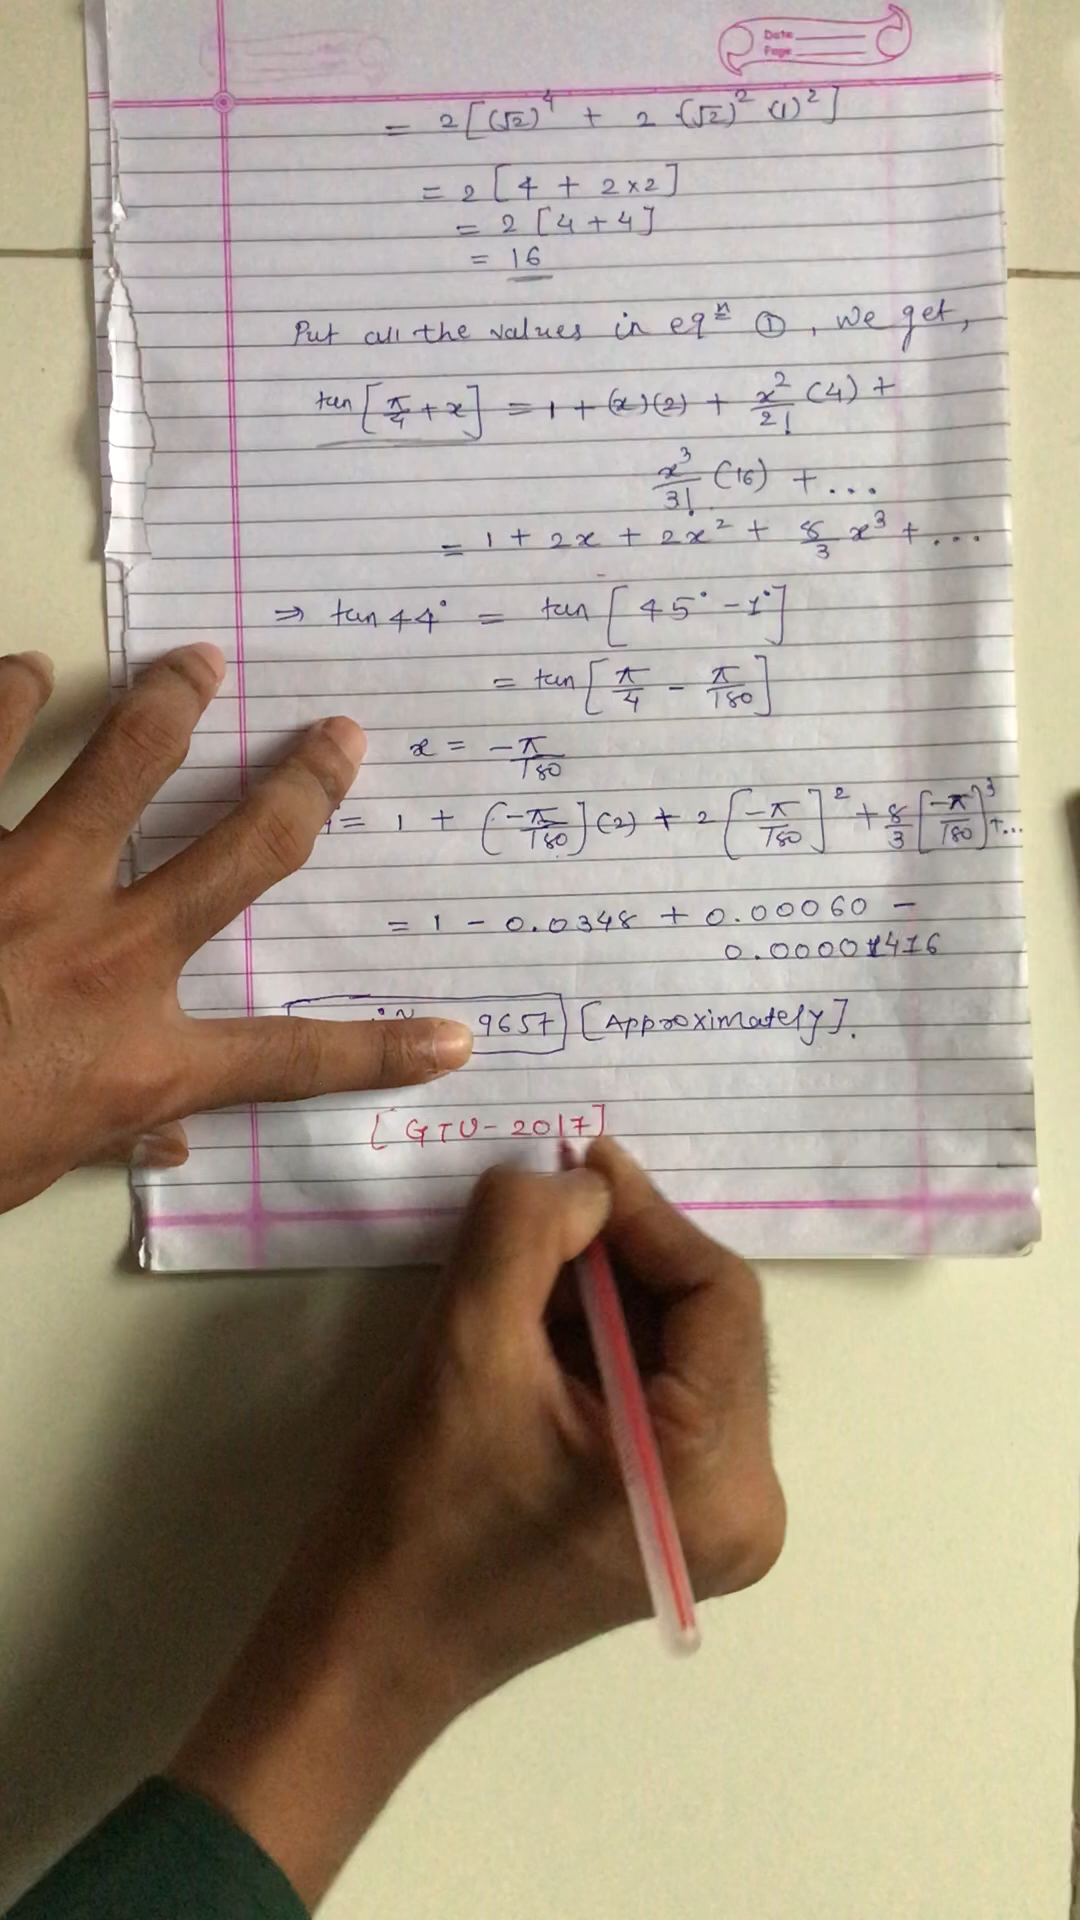 Date
Page
= 2[(√2)⁴ + 2 (√2)² (1)²]
= 2[4 + 2×2]
= 2[4+4]
= 16
Put all the values in eqⁿ ①, we get,
tan[π/4 + x] = 1 + (x)(2) + x²/2! (4) +
x³/3! (16) + ...
= 1 + 2x + 2x² + 8/3 x³ + ...
⇒ tan 44° = tan [45° - 1°]
= tan [π/4 - π/180]
x = -π/180
= 1 + (-π/180](2) + 2[-π/180]² + 8/3 [-π/180]³ + ...
= 1 - 0.0348 + 0.00060 -
0.00001416
9657 [Approximately].
[GTU-2017]